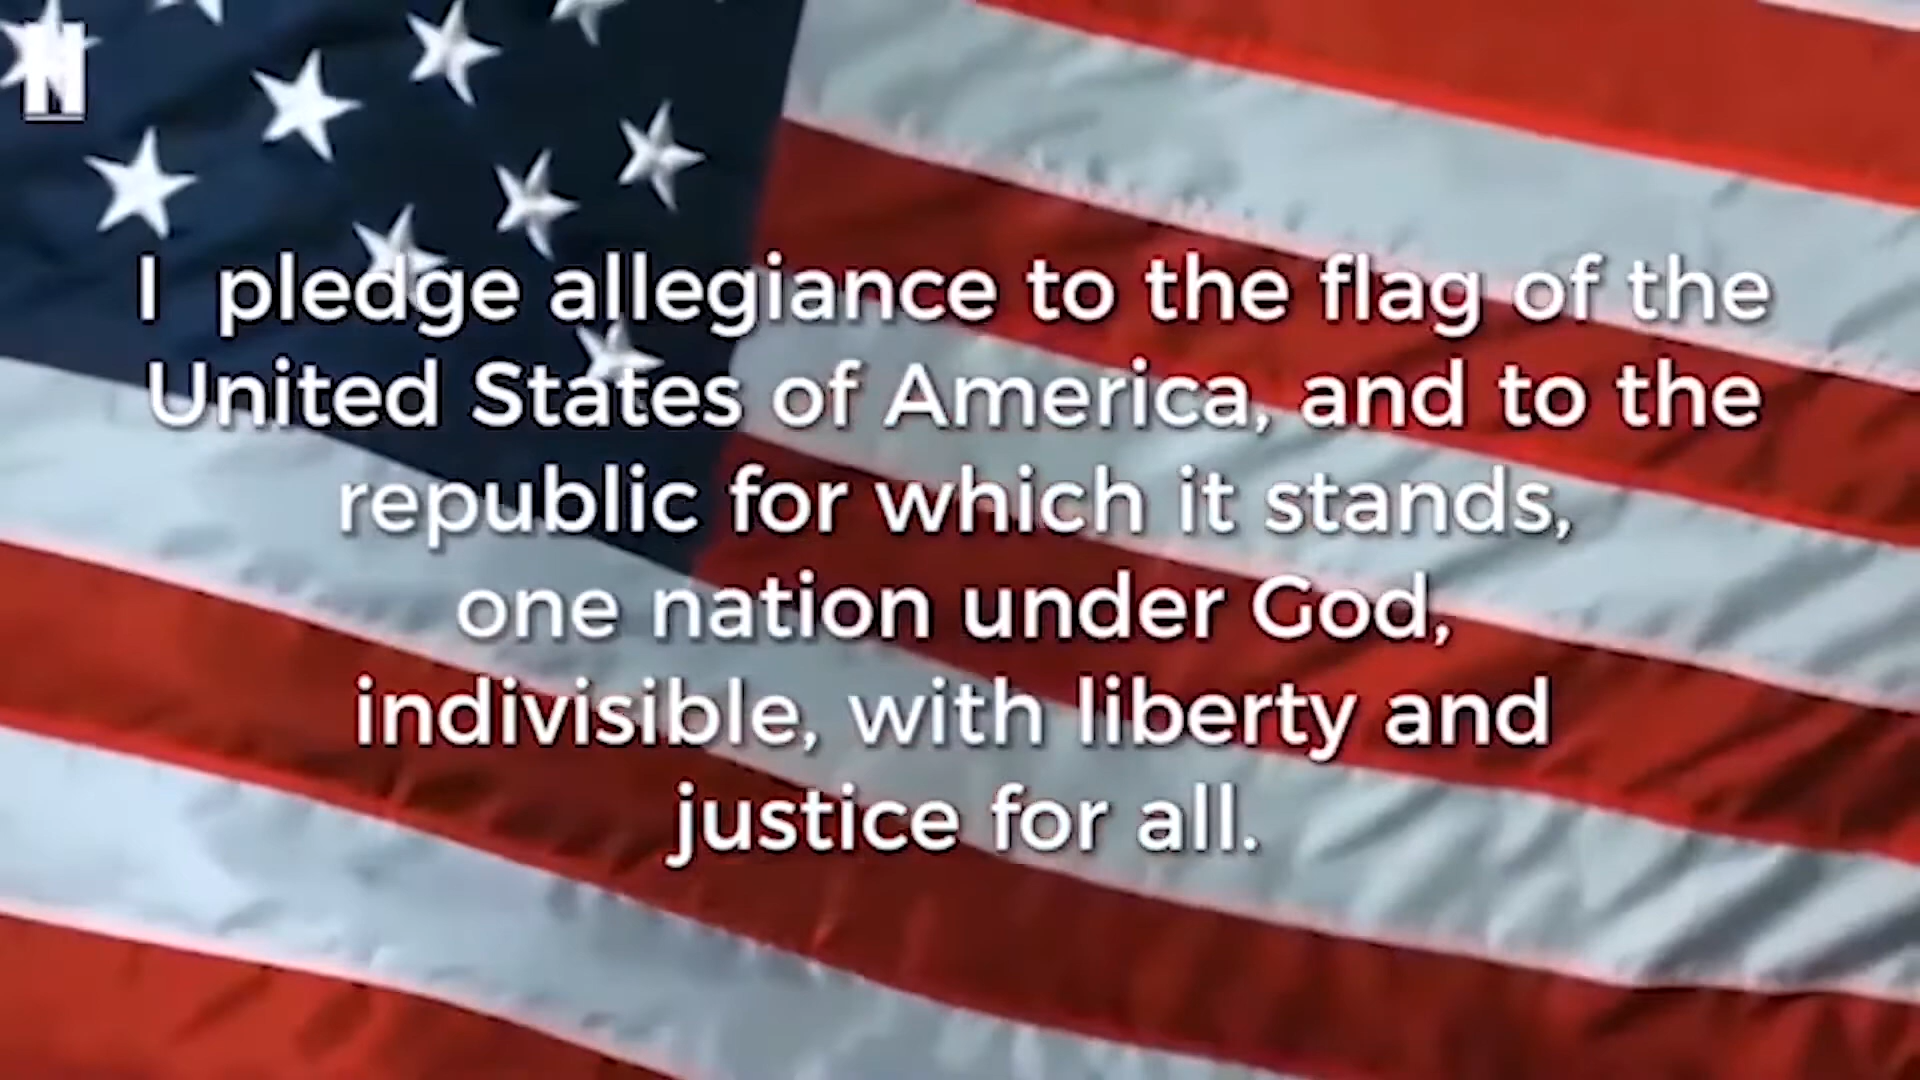 N
I pledge allegiance to the flag of the
United States of America, and to the
republic for which it stands,
one nation under God,
indivisible, with liberty and
justice for all.